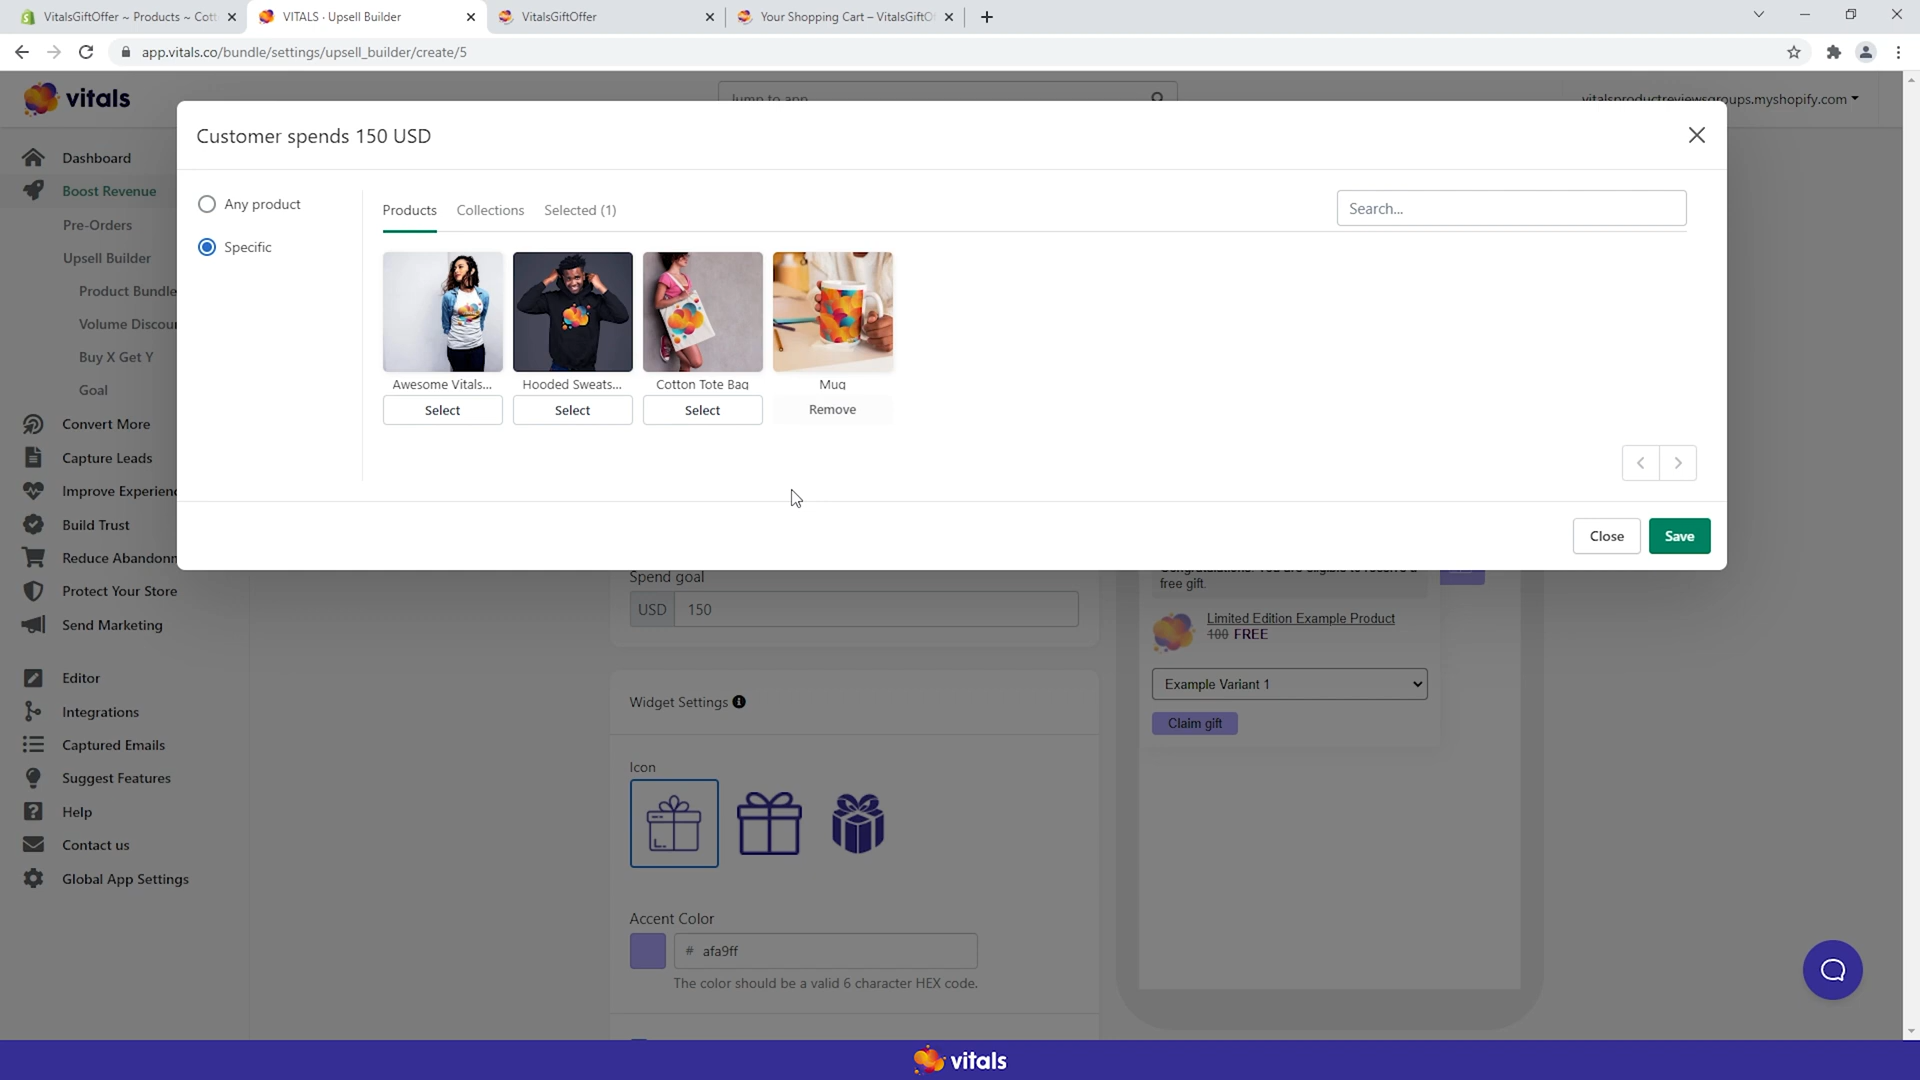 VitalsGiftOffer ~ Products ~ Cott
VITALS · Upsell Builder
VitalsGiftOffer
Your Shopping Cart – VitalsGiftO
app.vitals.co/bundle/settings/upsell_builder/create/5
vitals
Jump to app
vitalsproductreviewsgroups.myshopify.com
Dashboard
Boost Revenue
Pre-Orders
Upsell Builder
Product Bundle
Volume Discou
Buy X Get Y
Goal
Convert More
Capture Leads
Improve Experien
Build Trust
Reduce Abandonm
Protect Your Store
Send Marketing
Editor
Integrations
Captured Emails
Suggest Features
Help
Contact us
Global App Settings
Customer spends 150 USD
Any product
Specific
Products Collections Selected (1)
Search...
Awesome Vitals...
Select
Hooded Sweats...
Select
Cotton Tote Bag
Select
Mug
Remove
Close Save
Spend goal
USD 150
Widget Settings
Icon
Accent Color
# afa9ff
The color should be a valid 6 character HEX code.
Congratulations! You are eligible to receive a
free gift.
Limited Edition Example Product
100 FREE
Example Variant 1
Claim gift
vitals